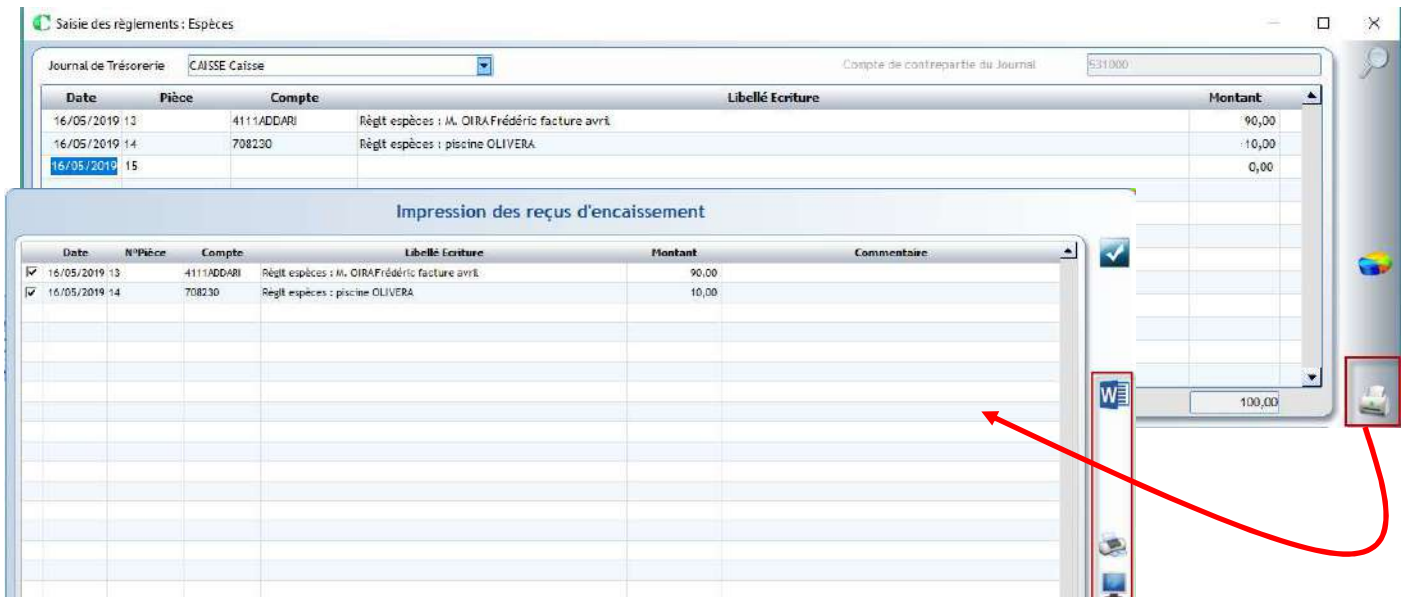 Saisie des règlements : Espèces
Journal de Trésorerie CAISSE Caisse Compte de contrepartie du Journal 531000
Date Pièce Compte Libellé Ecriture Montant
16/05/2019 13 4111ADDARI Règlt espèces : M. OIRA Frédéric facture avril 90,00
16/05/2019 14 708230 Règlt espèces : piscine OLIVERA 10,00
16/05/2019 15 0,00
Impression des reçus d'encaissement
Date N°Pièce Compte Libellé Ecriture Montant Commentaire
16/05/2019 13 4111ADDARI Règlt espèces : M. OIRA Frédéric facture avril 90,00
16/05/2019 14 708230 Règlt espèces : piscine OLIVERA 10,00
100,00